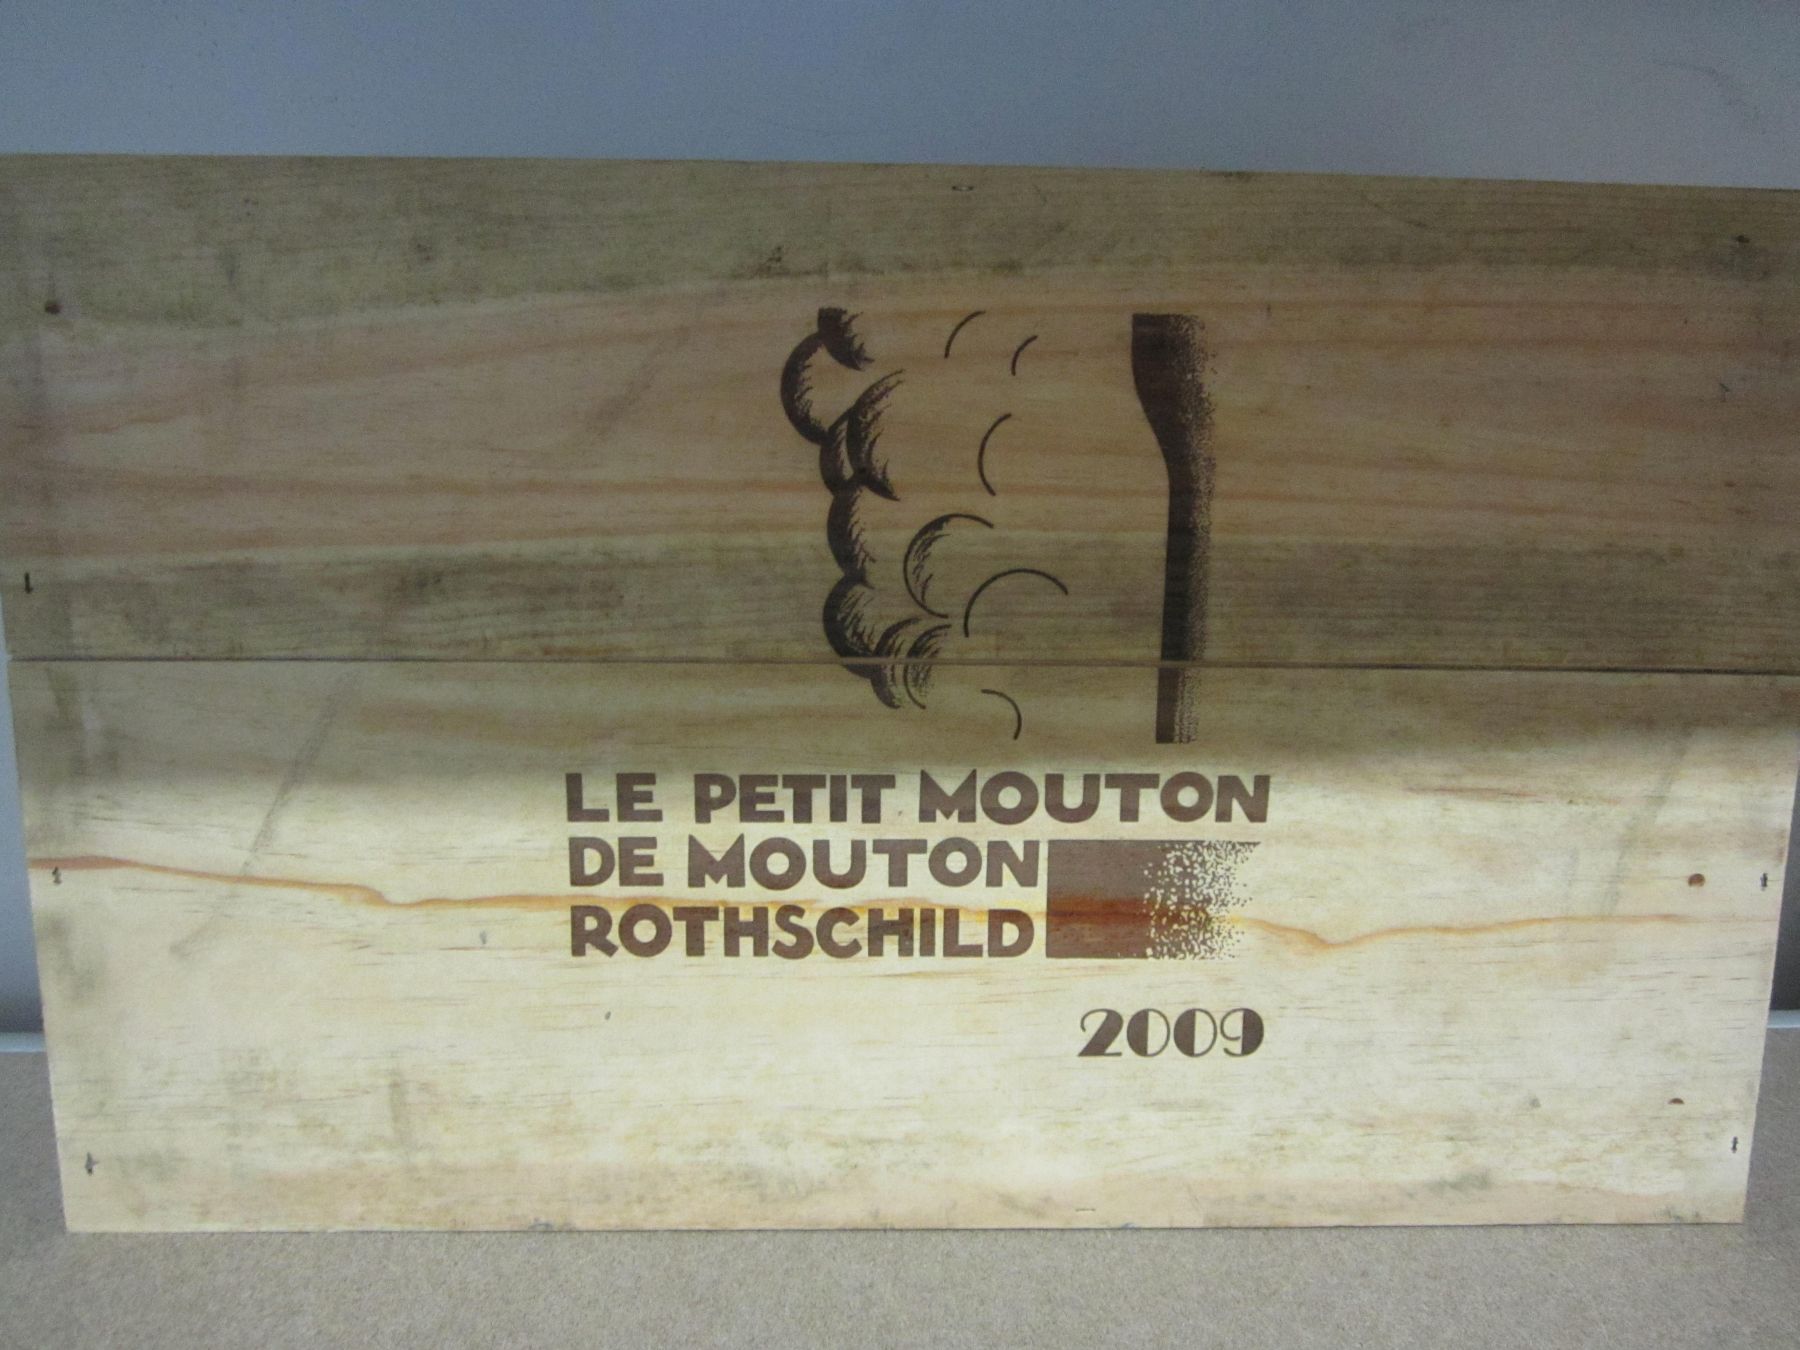 LE PETIT MOUTON
DE MOUTON
ROTHSCHILD
2009